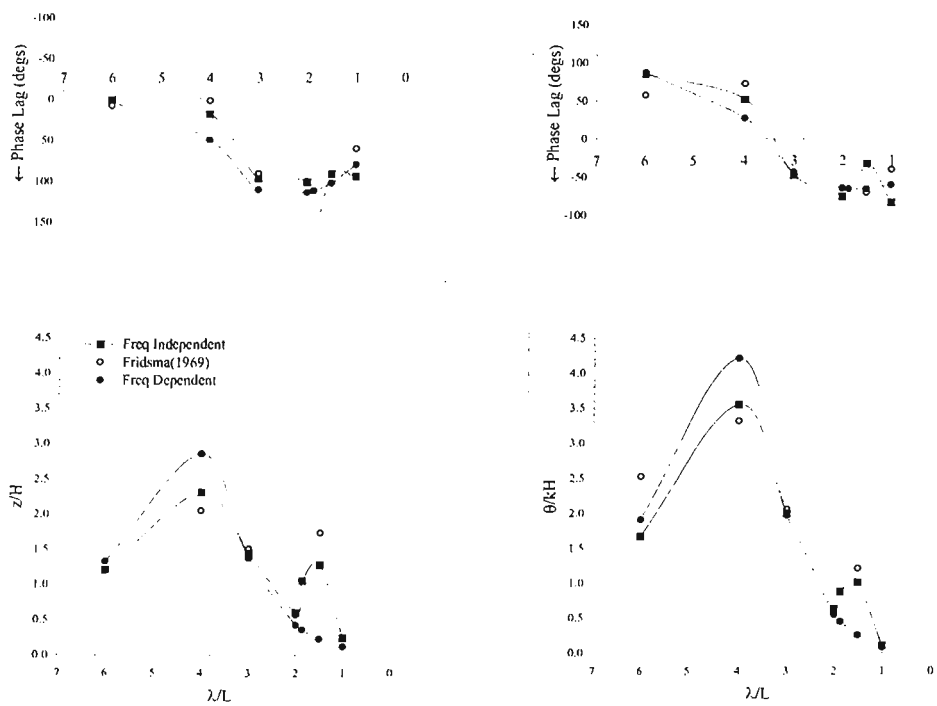 -100
-50
7 6 5 4 3 2 1 0
0
50
100
150
← Phase Lag (degs)
150
100
50
0
7 6 5 4 3 2 1
-50
-100
← Phase Lag (degs)
4.5
4.0
3.5
3.0
2.5
2.0
1.5
1.0
0.5
0.0
z/H
Freq Independent
Fridsma(1969)
Freq Dependent
7 6 5 4 3 2 1 0
λ/L
4.5
4.0
3.5
3.0
2.5
2.0
1.5
1.0
0.5
0.0
θ/kH
7 6 5 4 3 2 1 0
λ/L